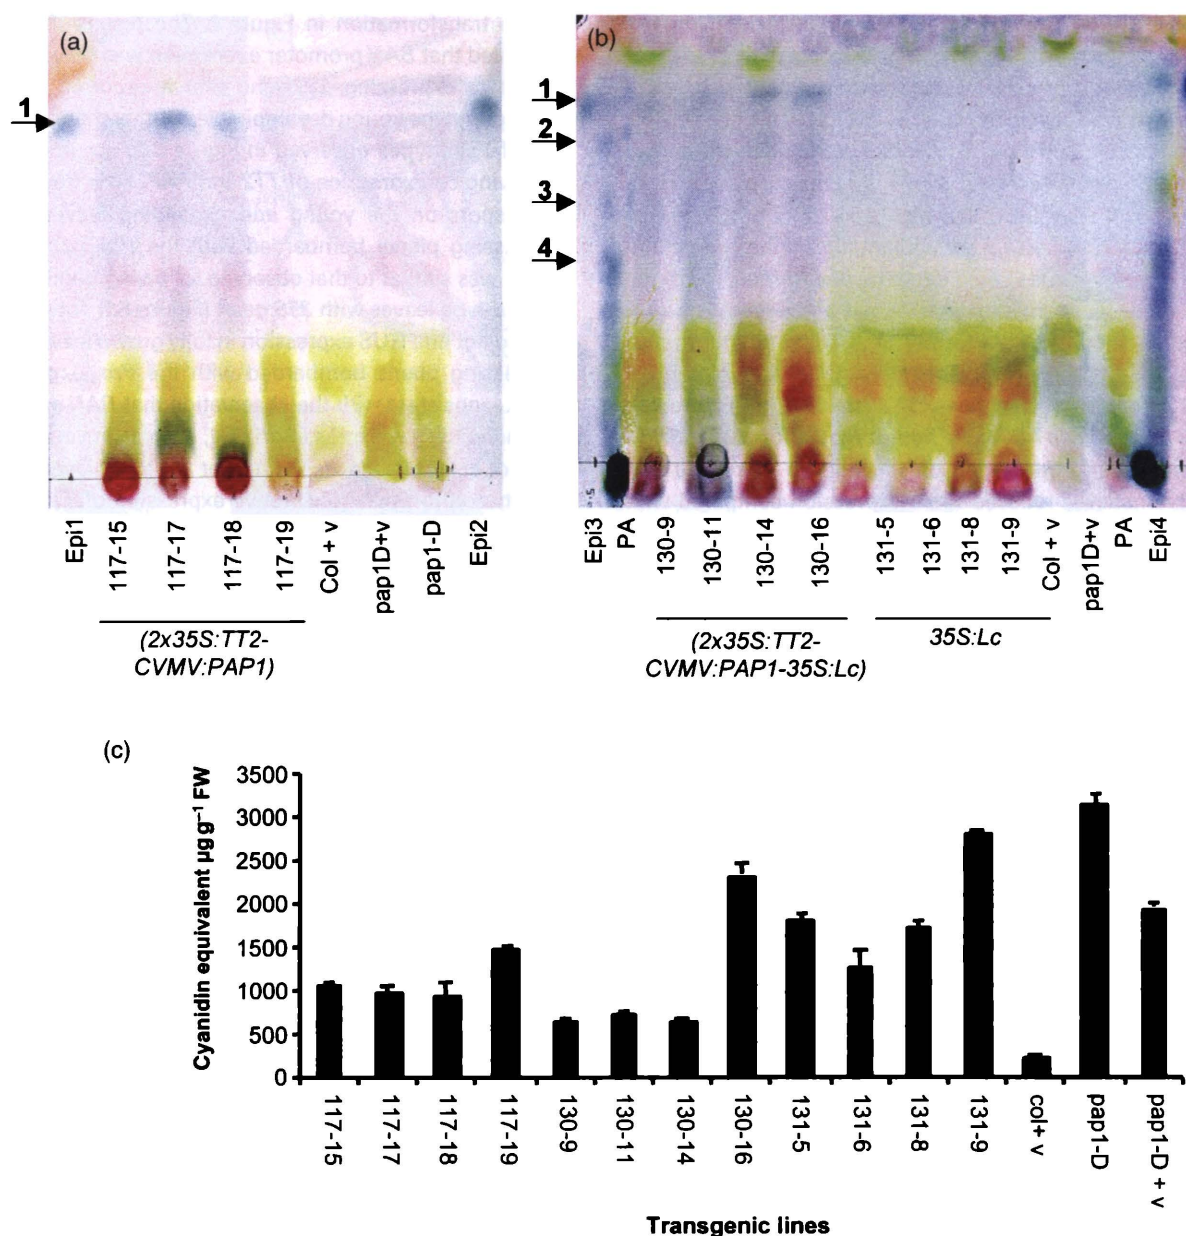 (a)
1
Epi1
117-15
117-17
117-18
117-19
Col + v
pap1D+v
pap1-D
Epi2
(2x35S:TT2-
CVMV:PAP1)
(b)
1
2
3
4
Epi3
PA
130-9
130-11
130-14
130-16
131-5
131-6
131-8
131-9
Col + v
pap1D+v
PA
Epi4
(2x35S:TT2-
CVMV:PAP1-35S:Lc)
35S:Lc
(c)
Cyanidin equivalent µg g⁻¹ FW
3500
3000
2500
2000
1500
1000
500
0
117-15
117-17
117-18
117-19
130-9
130-11
130-14
130-16
131-5
131-6
131-8
131-9
col+ v
pap1-D
pap1-D + v
Transgenic lines